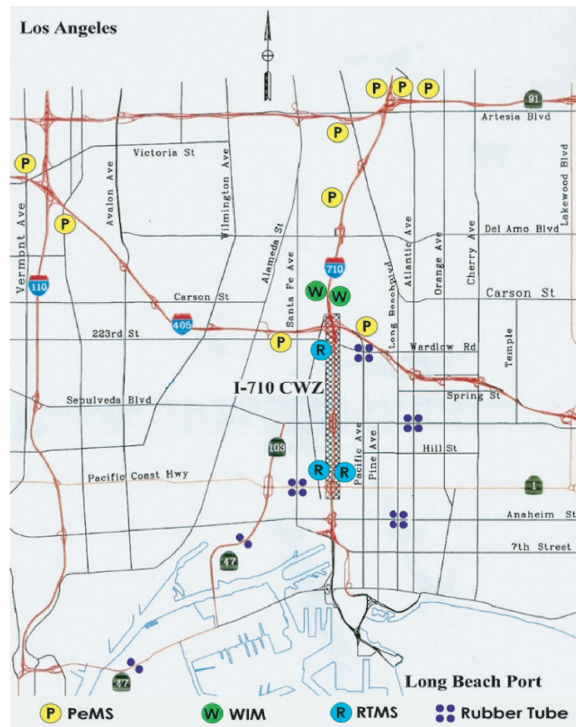 Los Angeles
P
P
P
91
Artesia Blvd
P
Victoria St
P
Avalon Ave
Wilmington Ave
Lakewood Blvd
P
Vermont Ave
P
Alameda St
Del Amo Blvd
Atlantic Ave
Orange Ave
Cherry Ave
Santa Fe Ave
710
Long Beach Blvd
110
W
W
Carson St
Carson St
405
223rd St
P
P
R
Wardlow Rd
Temple
I-710 CWZ
Spring St
Sepulveda Blvd
103
Pacific Ave
Pine Ave
Hill St
Pacific Coast Hwy
R
R
1
Anaheim St
7th Street
47
47
Long Beach Port
P PeMS
W WIM
R RTMS
Rubber Tube